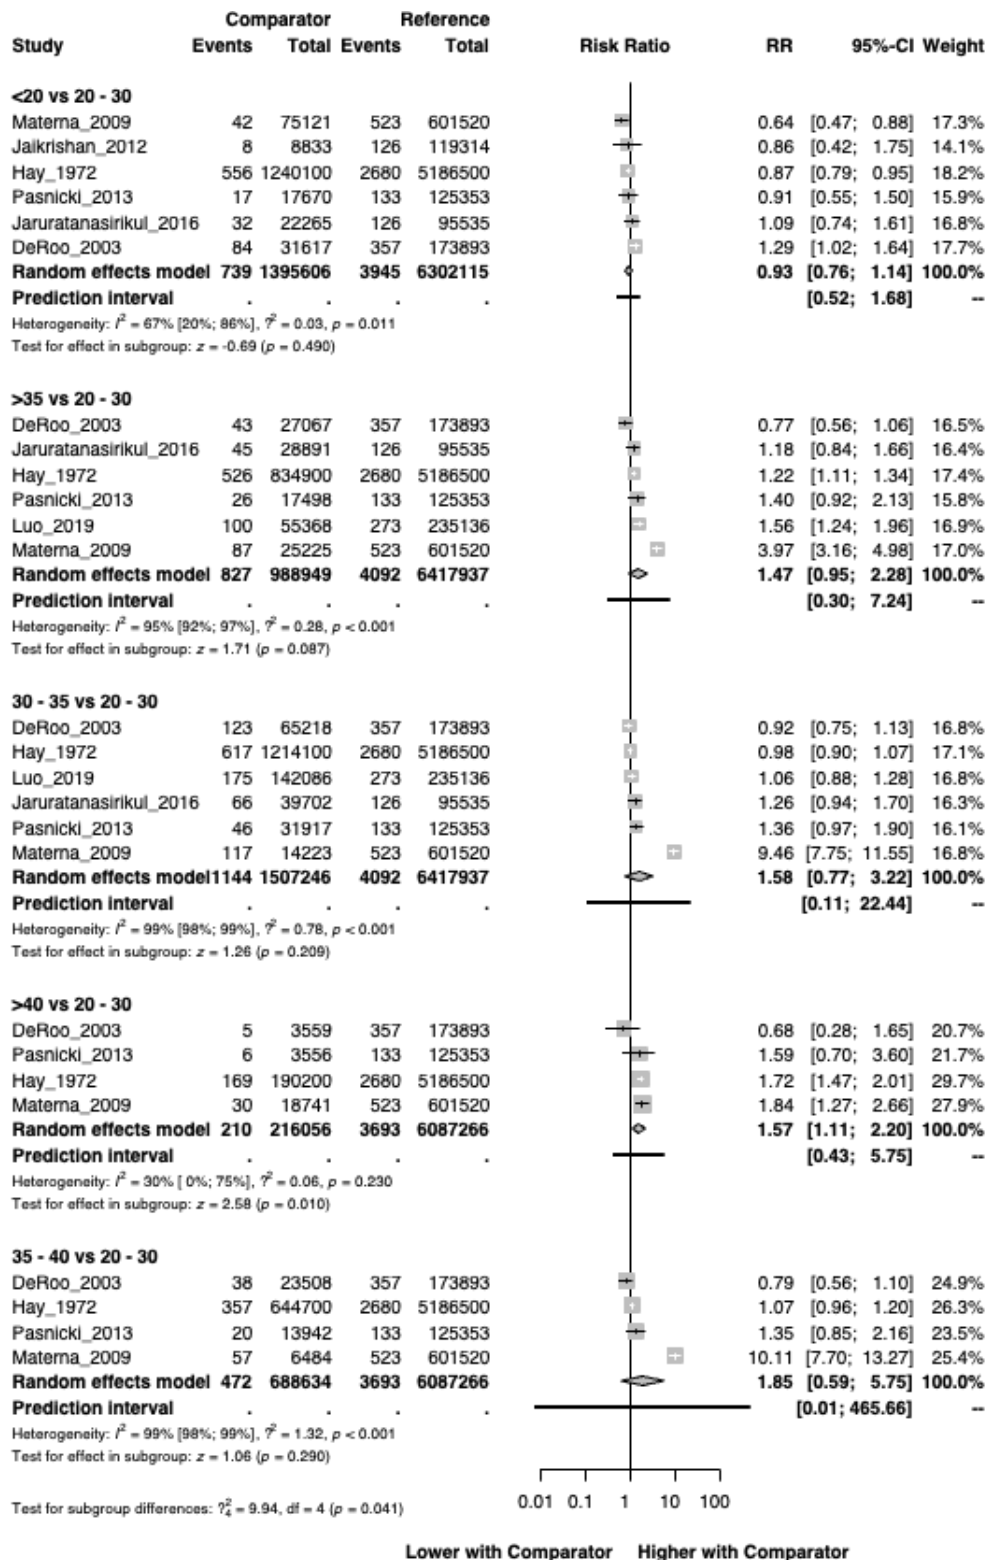 Comparator Reference
Study Events Total Events Total Risk Ratio RR 95%-CI Weight
<20 vs 20 - 30
Materna_2009 42 75121 523 601520 0.64 [0.47; 0.88] 17.3%
Jaikrishan_2012 8 8833 126 119314 0.86 [0.42; 1.75] 14.1%
Hay_1972 556 1240100 2680 5186500 0.87 [0.79; 0.95] 18.2%
Pasnicki_2013 17 17670 133 125353 0.91 [0.55; 1.50] 15.9%
Jaruratanasirikul_2016 32 22265 126 95535 1.09 [0.74; 1.61] 16.8%
DeRoo_2003 84 31617 357 173893 1.29 [1.02; 1.64] 17.7%
Random effects model 739 1395606 3945 6302115 0.93 [0.76; 1.14] 100.0%
Prediction interval . . . . [0.52; 1.68] --
Heterogeneity: I² = 67% [20%; 86%], ?² = 0.03, p = 0.011
Test for effect in subgroup: z = -0.69 (p = 0.490)
>35 vs 20 - 30
DeRoo_2003 43 27067 357 173893 0.77 [0.56; 1.06] 16.5%
Jaruratanasirikul_2016 45 28891 126 95535 1.18 [0.84; 1.66] 16.4%
Hay_1972 526 834900 2680 5186500 1.22 [1.11; 1.34] 17.4%
Pasnicki_2013 26 17498 133 125353 1.40 [0.92; 2.13] 15.8%
Luo_2019 100 55368 273 235136 1.56 [1.24; 1.96] 16.9%
Materna_2009 87 25225 523 601520 3.97 [3.16; 4.98] 17.0%
Random effects model 827 988949 4092 6417937 1.47 [0.95; 2.28] 100.0%
Prediction interval . . . . [0.30; 7.24] --
Heterogeneity: I² = 95% [92%; 97%], ?² = 0.28, p < 0.001
Test for effect in subgroup: z = 1.71 (p = 0.087)
30 - 35 vs 20 - 30
DeRoo_2003 123 65218 357 173893 0.92 [0.75; 1.13] 16.8%
Hay_1972 617 1214100 2680 5186500 0.98 [0.90; 1.07] 17.1%
Luo_2019 175 142086 273 235136 1.06 [0.88; 1.28] 16.8%
Jaruratanasirikul_2016 66 39702 126 95535 1.26 [0.94; 1.70] 16.3%
Pasnicki_2013 46 31917 133 125353 1.36 [0.97; 1.90] 16.1%
Materna_2009 117 14223 523 601520 9.46 [7.75; 11.55] 16.8%
Random effects model1144 1507246 4092 6417937 1.58 [0.77; 3.22] 100.0%
Prediction interval . . . . [0.11; 22.44] --
Heterogeneity: I² = 99% [98%; 99%], ?² = 0.78, p < 0.001
Test for effect in subgroup: z = 1.26 (p = 0.209)
>40 vs 20 - 30
DeRoo_2003 5 3559 357 173893 0.68 [0.28; 1.65] 20.7%
Pasnicki_2013 6 3556 133 125353 1.59 [0.70; 3.60] 21.7%
Hay_1972 169 190200 2680 5186500 1.72 [1.47; 2.01] 29.7%
Materna_2009 30 18741 523 601520 1.84 [1.27; 2.66] 27.9%
Random effects model 210 216056 3693 6087266 1.57 [1.11; 2.20] 100.0%
Prediction interval . . . . [0.43; 5.75] --
Heterogeneity: I² = 30% [ 0%; 75%], ?² = 0.06, p = 0.230
Test for effect in subgroup: z = 2.58 (p = 0.010)
35 - 40 vs 20 - 30
DeRoo_2003 38 23508 357 173893 0.79 [0.56; 1.10] 24.9%
Hay_1972 357 644700 2680 5186500 1.07 [0.96; 1.20] 26.3%
Pasnicki_2013 20 13942 133 125353 1.35 [0.85; 2.16] 23.5%
Materna_2009 57 6484 523 601520 10.11 [7.70; 13.27] 25.4%
Random effects model 472 688634 3693 6087266 1.85 [0.59; 5.75] 100.0%
Prediction interval . . . . [0.01; 465.66] --
Heterogeneity: I² = 99% [98%; 99%], ?² = 1.32, p < 0.001
Test for effect in subgroup: z = 1.06 (p = 0.290)
0.01 0.1 1 10 100
Test for subgroup differences: ?²₄ = 9.94, df = 4 (p = 0.041)
Lower with Comparator Higher with Comparator